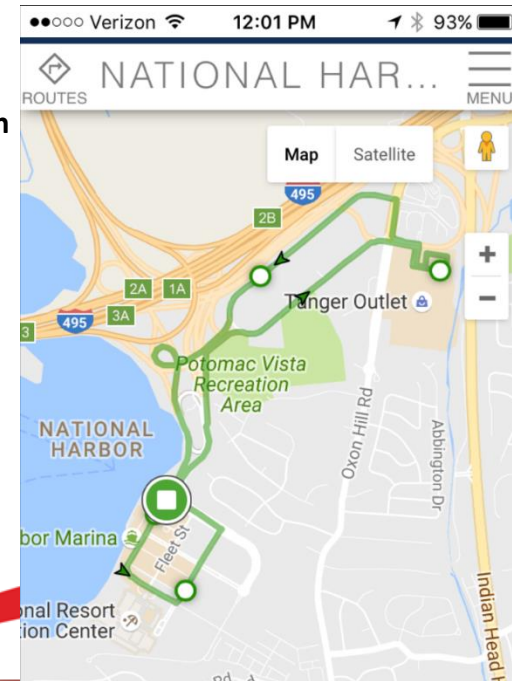 Verizon 12:01 PM 93%
ROUTES NATIONAL HAR... MENU
n
Map Satellite
495
2B
2A 1A
3A
495
3
Tanger Outlet
Potomac Vista
Recreation
Area
NATIONAL
HARBOR
Oxon Hill Rd
Abbington Dr
bor Marina
Fleet St
nal Resort
ion Center
Indian Head H